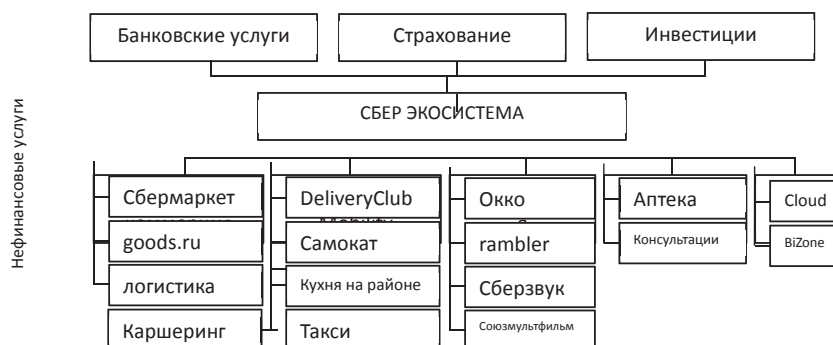 Банковские услуги
Страхование
Инвестиции
СБЕР ЭКОСИСТЕМА
Нефинансовые услуги
Сбермаркет
goods.ru
логистика
Каршеринг
DeliveryClub
Самокат
Кухня на районе
Такси
Окко
rambler
Сберзвук
Союзмультфильм
Аптека
Консультации
Cloud
BiZone